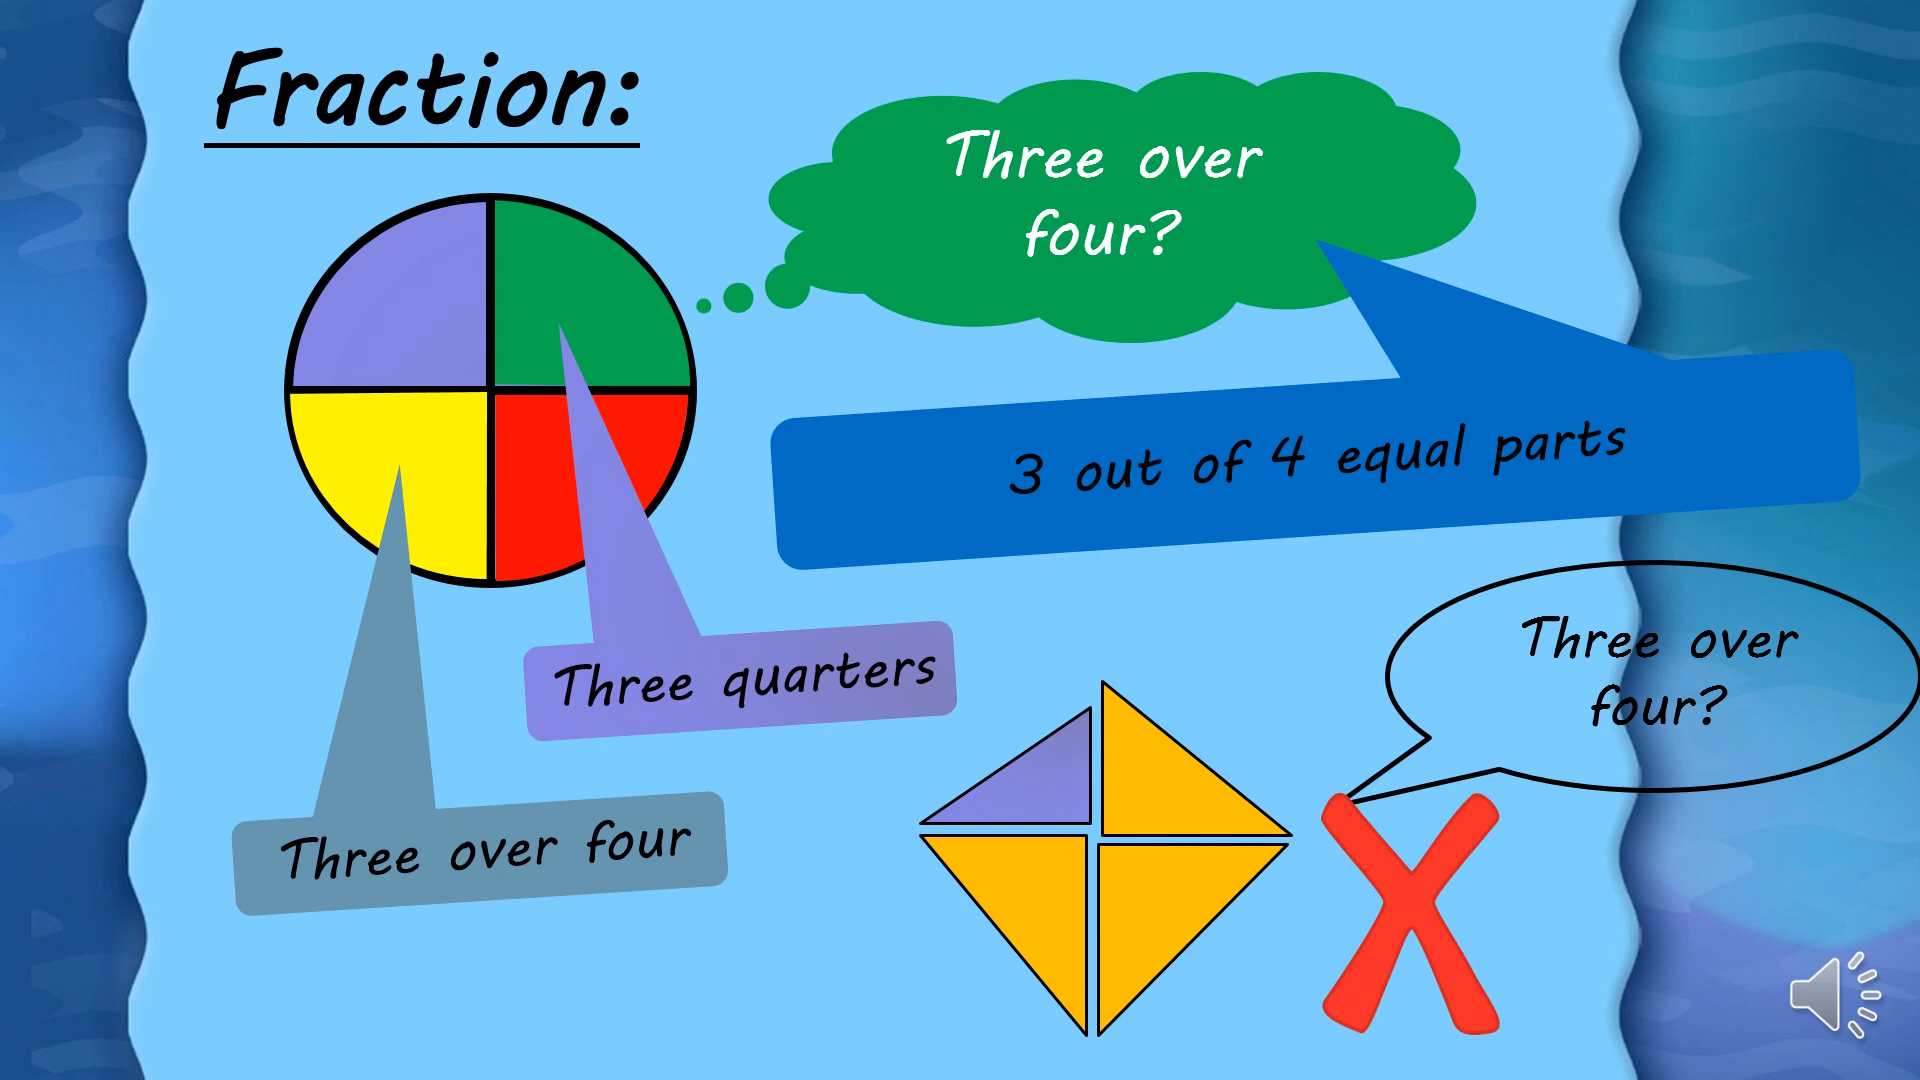 Fraction:
Three over
four?
3 out of 4 equal parts
Three quarters
Three over
four?
Three over four